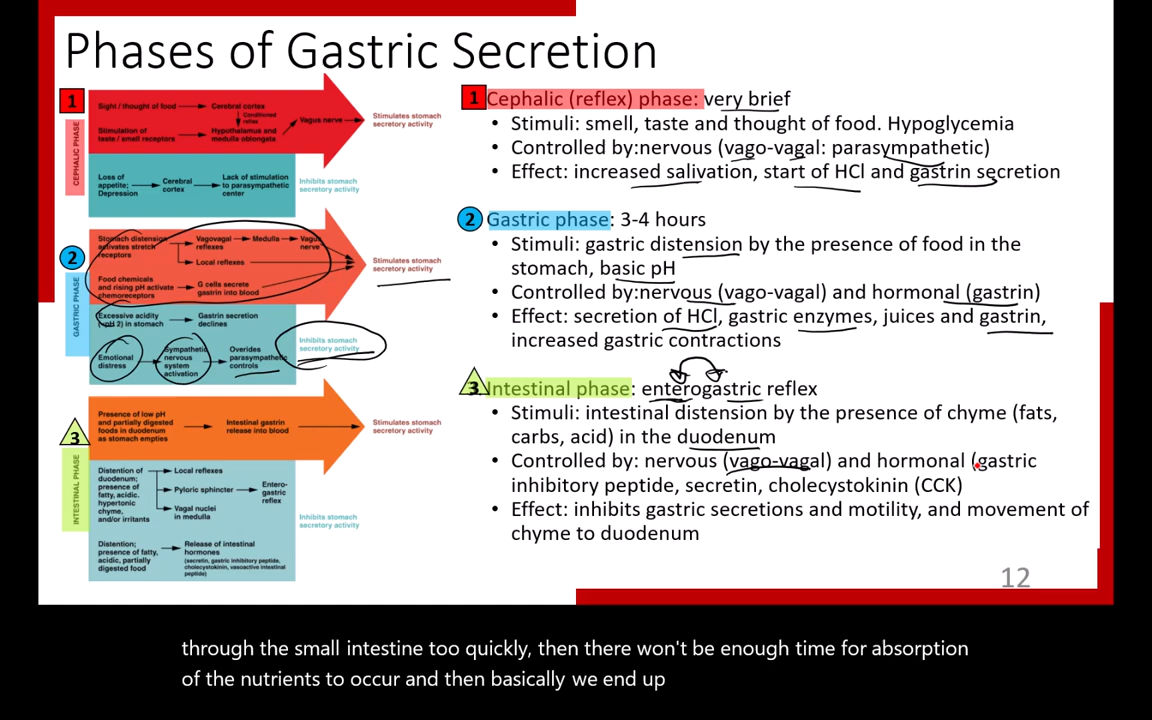 Phases of Gastric Secretion
1
CEPHALIC PHASE
Sight / thought of food
Cerebral cortex
Conditioned reflex
Stimulation of taste / smell receptors
Hypothalamus and medulla oblongata
Vagus nerve
Stimulates stomach secretory activity
Loss of appetite; Depression
Cerebral cortex
Lack of stimulation to parasympathetic center
Inhibits stomach secretory activity
2
GASTRIC PHASE
Stomach distension activates stretch receptors
Vagovagal reflexes
Medulla
Vagus nerve
Local reflexes
Food chemicals and rising pH activate chemoreceptors
G cells secrete gastrin into blood
Stimulates stomach secretory activity
Excessive acidity
in stomach
Gastrin secretion declines
Emotional distress
Sympathetic nervous system activation
Overides parasympathetic controls
Inhibits stomach secretory activity
3
INTESTINAL PHASE
Presence of low pH and partially digested foods in duodenum as stomach empties
Intestinal gastrin release into blood
Stimulates stomach secretory activity
Distention of duodenum; presence of fatty, acidic, hypertonic chyme, and/or irritants
Local reflexes
Pyloric sphincter
Vagal nuclei in medulla
Entero-gastric reflex
Distention; presence of fatty, acidic, partially digested food
Release of intestinal hormones
(secretin, gastric inhibitory peptide, cholecystokinin, vasoactive intestinal peptide)
Inhibits stomach secretory activity
1 Cephalic (reflex) phase: very brief
• Stimuli: smell, taste and thought of food. Hypoglycemia
• Controlled by:nervous (vago-vagal: parasympathetic)
• Effect: increased salivation, start of HCl and gastrin secretion
2 Gastric phase: 3-4 hours
• Stimuli: gastric distension by the presence of food in the
stomach, basic pH
• Controlled by:nervous (vago-vagal) and hormonal (gastrin)
• Effect: secretion of HCl, gastric enzymes, juices and gastrin,
increased gastric contractions
3 Intestinal phase: enterogastric reflex
• Stimuli: intestinal distension by the presence of chyme (fats,
carbs, acid) in the duodenum
• Controlled by: nervous (vago-vagal) and hormonal (gastric
inhibitory peptide, secretin, cholecystokinin (CCK)
• Effect: inhibits gastric secretions and motility, and movement of
chyme to duodenum
12
through the small intestine too quickly, then there won't be enough time for absorption
of the nutrients to occur and then basically we end up